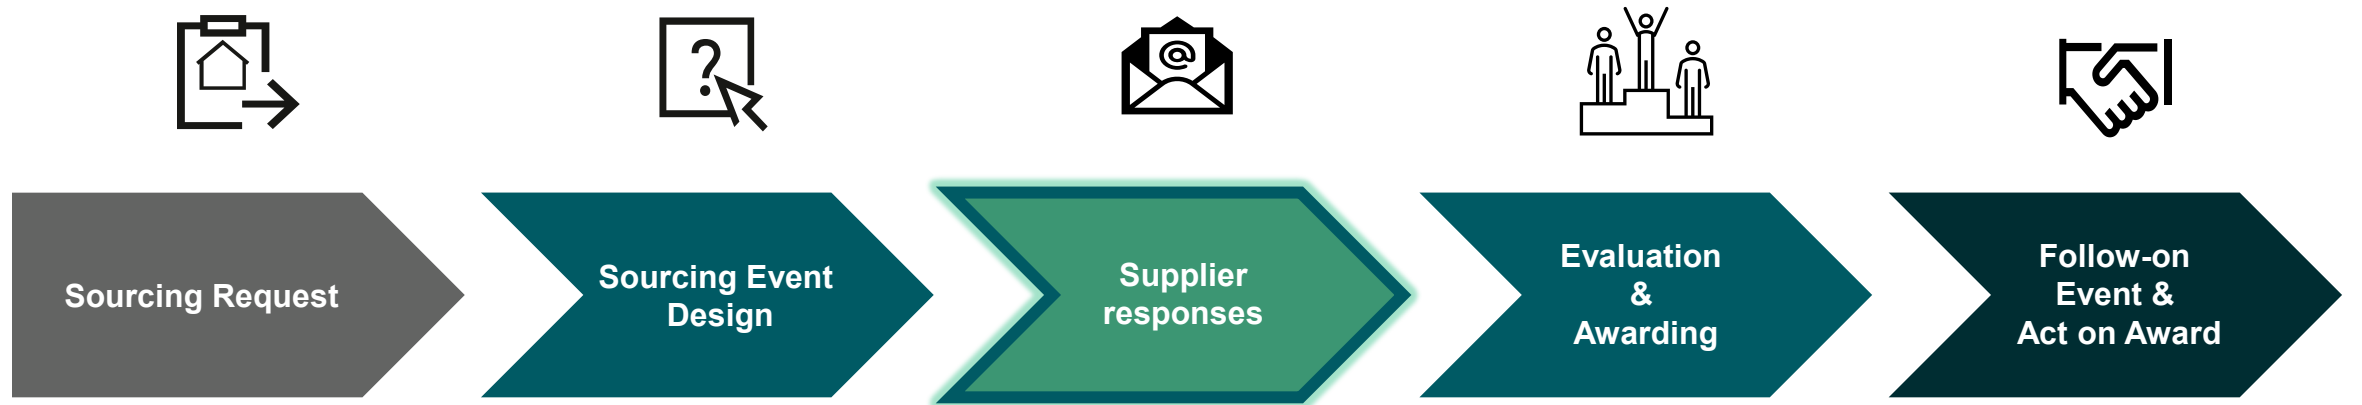 ?
@
Sourcing Request
Sourcing Event
Design
Supplier
responses
Evaluation
&
Awarding
Follow-on
Event &
Act on Award